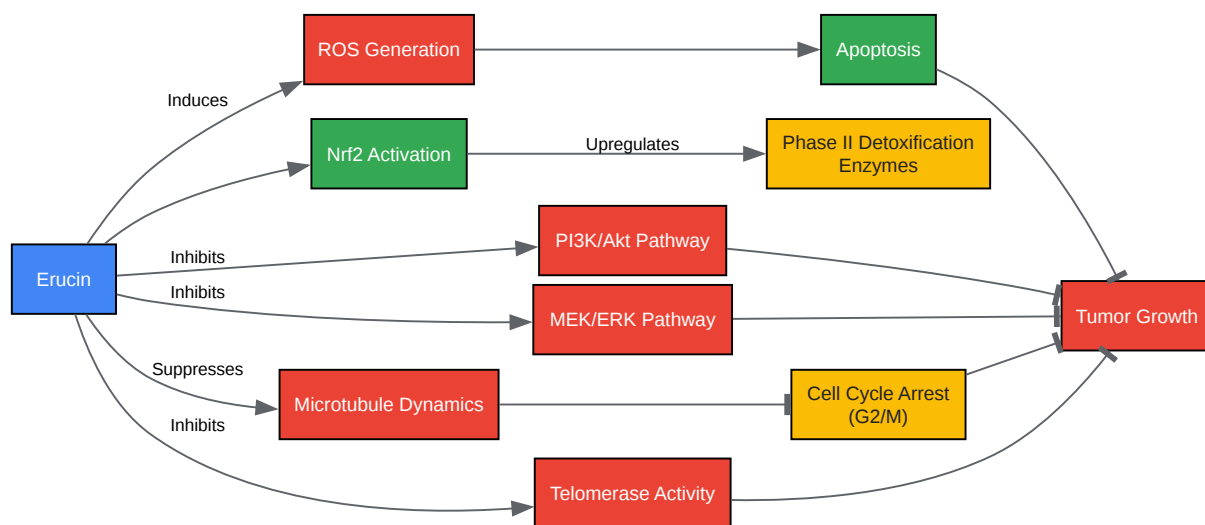 ROS Generation
Apoptosis
Induces
Nrf2 Activation
Upregulates
Phase II Detoxification
Enzymes
Erucin
Inhibits
PI3K/Akt Pathway
Inhibits
MEK/ERK Pathway
Tumor Growth
Suppresses
Microtubule Dynamics
Cell Cycle Arrest
(G2/M)
Inhibits
Telomerase Activity